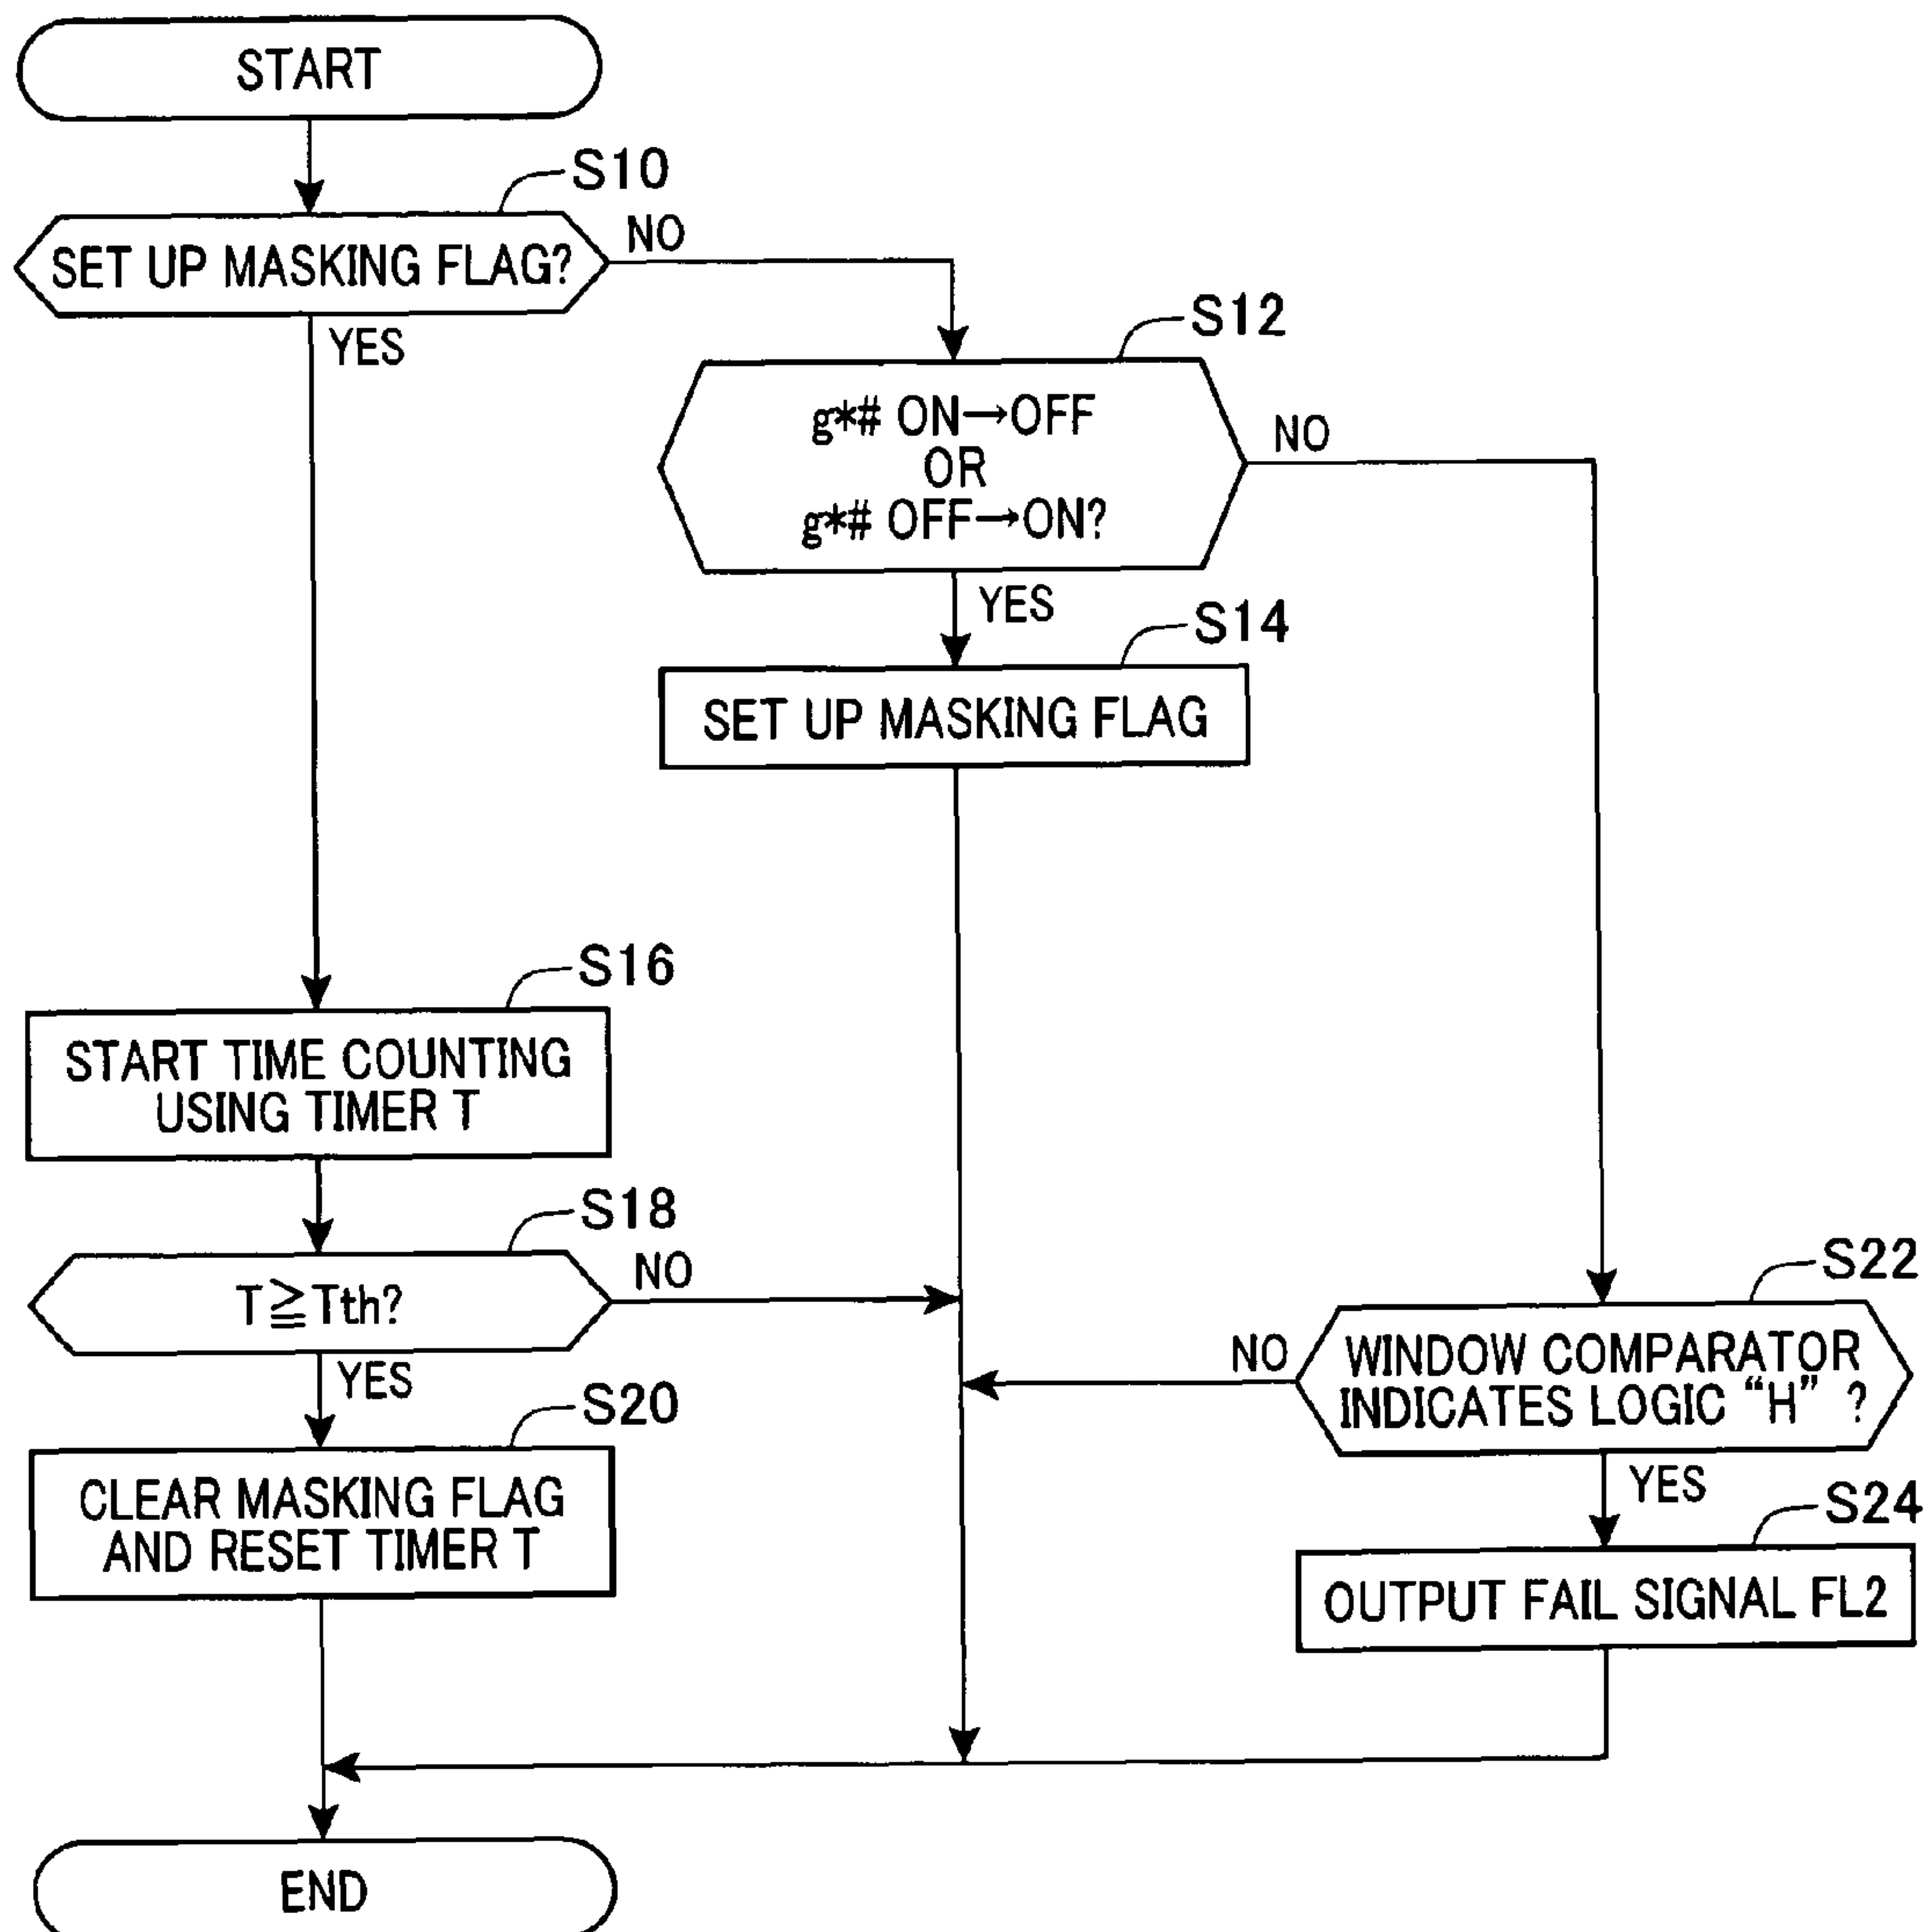 START
S10
SET UP MASKING FLAG?
NO
YES
S12
g*# ON→OFF
OR
g*# OFF→ON?
NO
YES
S14
SET UP MASKING FLAG
S16
START TIME COUNTING
USING TIMER T
S18
T≧Tth?
NO
YES
S20
CLEAR MASKING FLAG
AND RESET TIMER T
S22
WINDOW COMPARATOR
INDICATES LOGIC “H” ?
NO
YES
S24
OUTPUT FAIL SIGNAL FL2
END